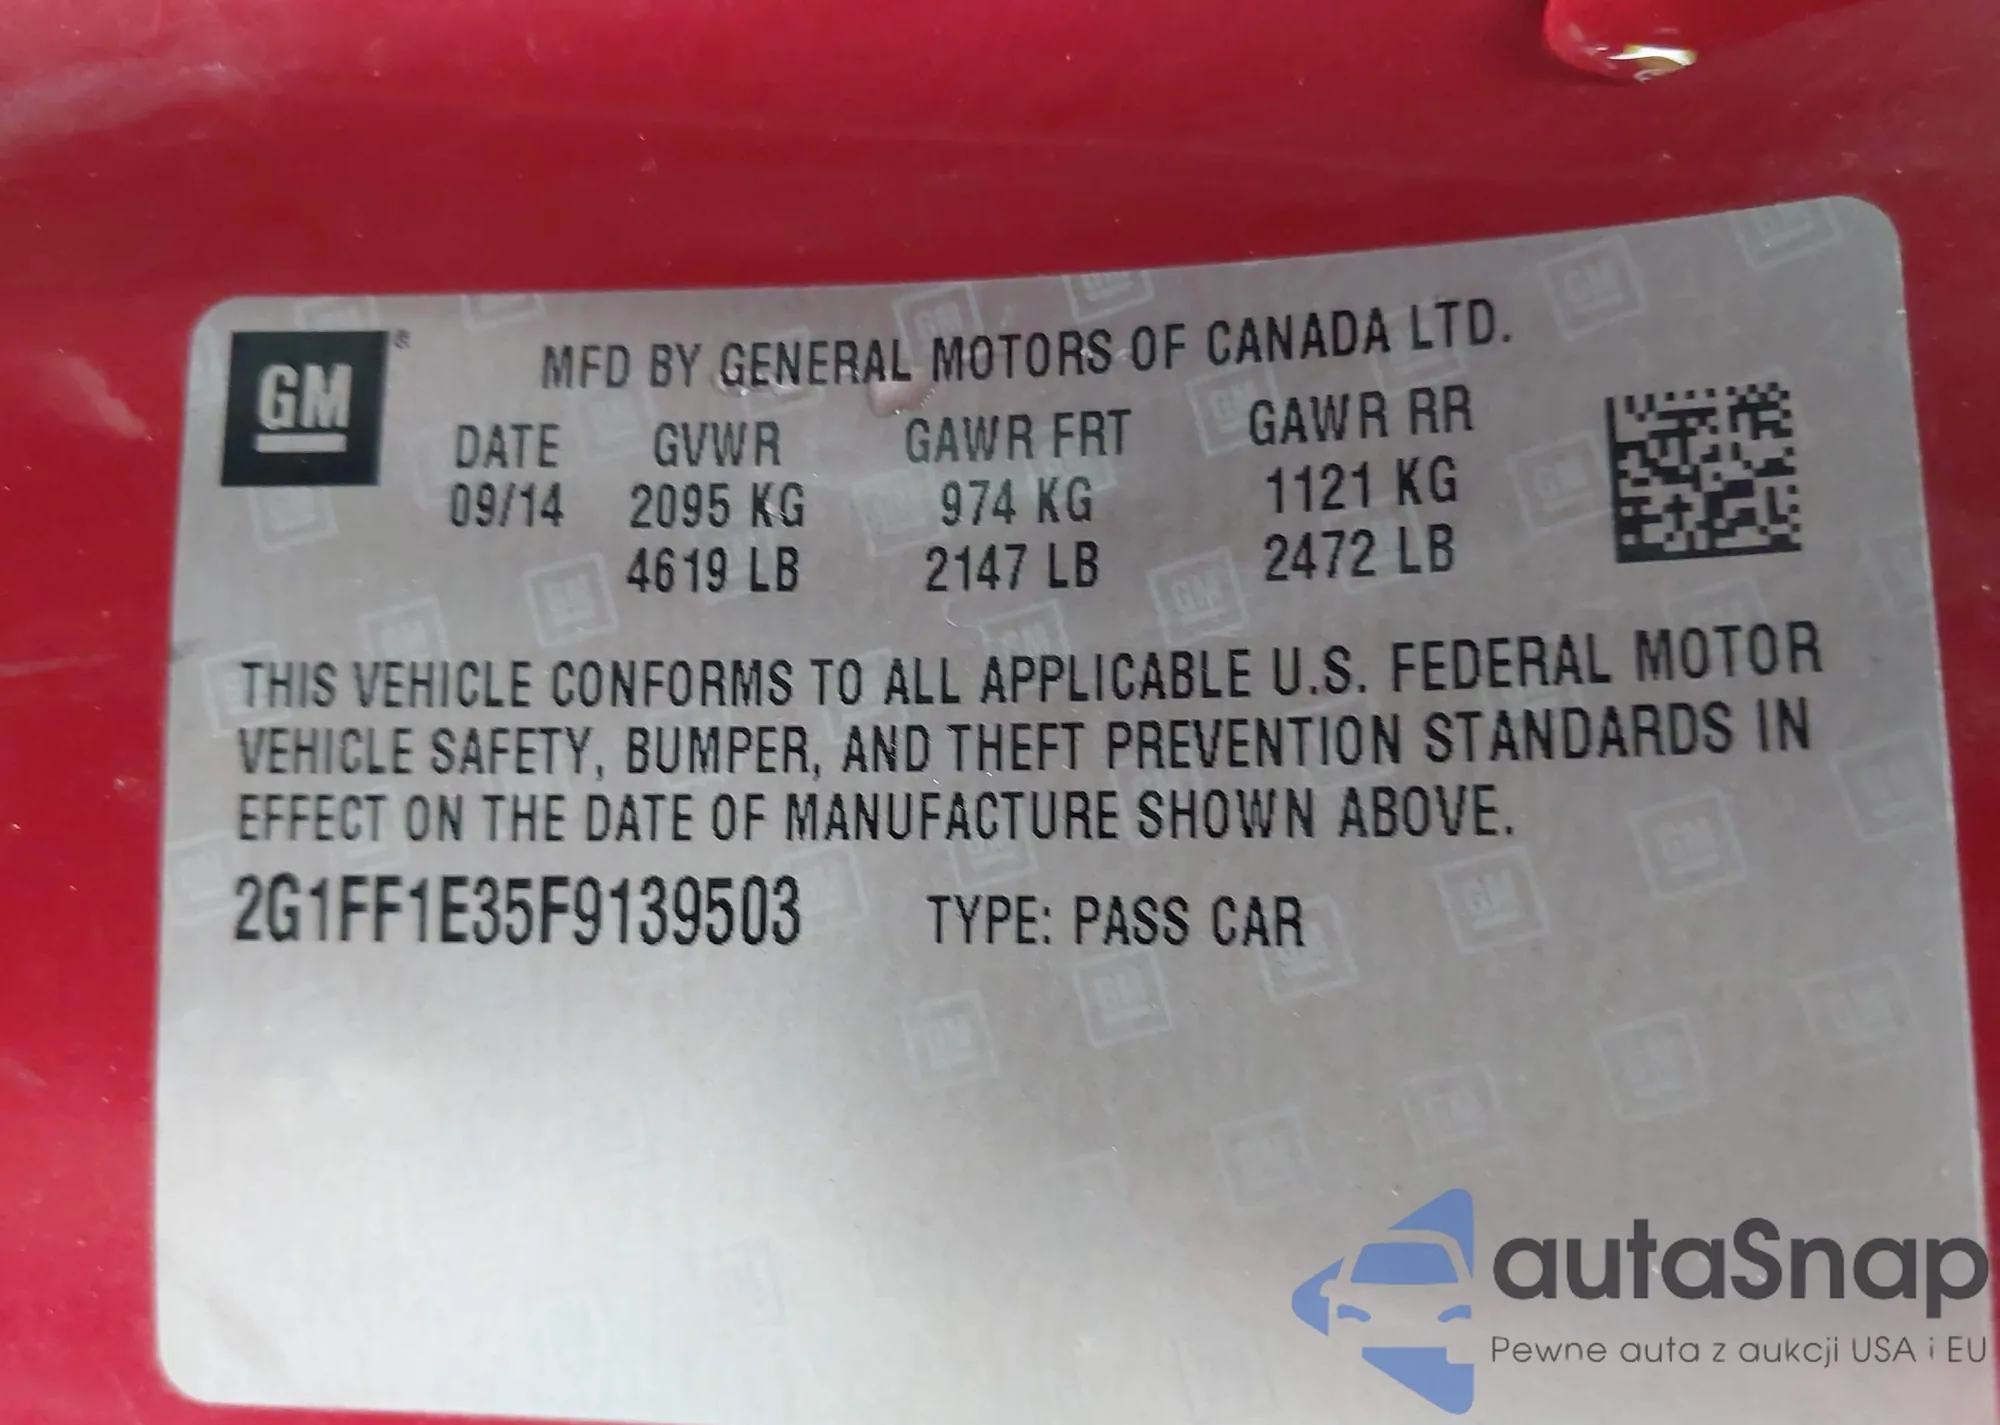 GM ®
MFD BY GENERAL MOTORS OF CANADA LTD.
DATE GVWR GAWR FRT GAWR RR
09/14 2095 KG 974 KG 1121 KG
4619 LB 2147 LB 2472 LB
THIS VEHICLE CONFORMS TO ALL APPLICABLE U.S. FEDERAL MOTOR
VEHICLE SAFETY, BUMPER, AND THEFT PREVENTION STANDARDS IN
EFFECT ON THE DATE OF MANUFACTURE SHOWN ABOVE.
2G1FF1E35F9139503 TYPE: PASS CAR
autaSnap
Pewne auta z aukcji USA i EU